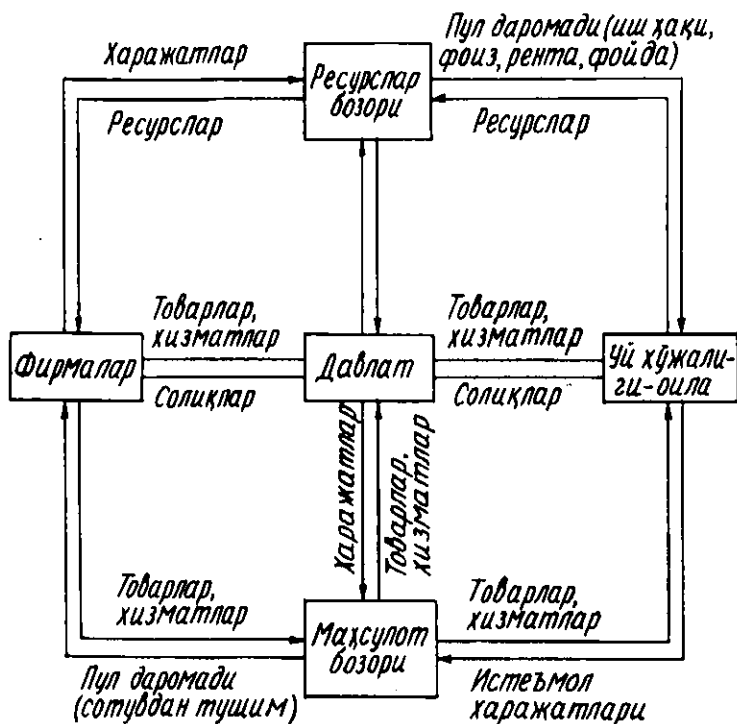 Харажатлар
Пул даромади (иш ҳақи,
фоиз, рента, фойда)
Ресурслар
бозори
Ресурслар
Ресурслар
Товарлар,
хизматлар
Товарлар,
хизматлар
Фирмалар
Давлат
Уй хўжали-
ги-оила
Солиқлар
Солиқлар
Харажатлар
Товарлар,
хизматлар
Товарлар,
хизматлар
Товарлар,
хизматлар
Маҳсулот
бозори
Пул даромади
(сотувдан тушим)
Истеъмол
харажатлари